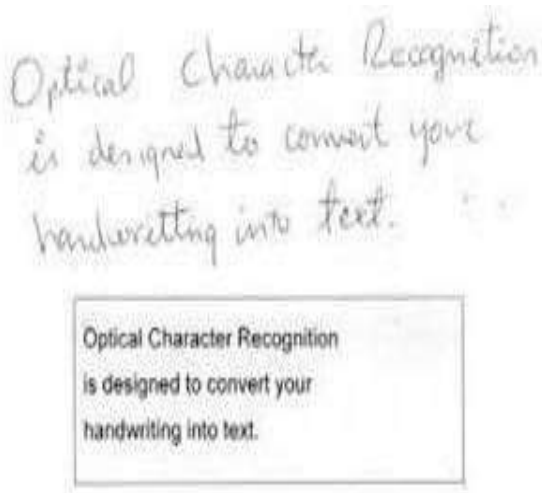 Optical Character Recognition
is designed to convert your
handwritting into text.
Optical Character Recognition
is designed to convert your
handwriting into text.